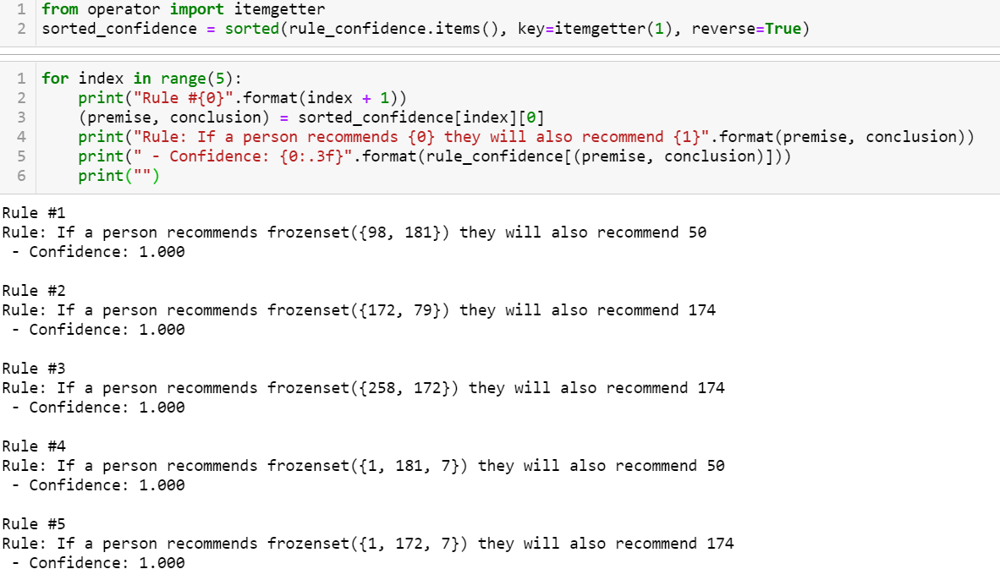 1 from operator import itemgetter
2 sorted_confidence = sorted(rule_confidence.items(), key=itemgetter(1), reverse=True)
1 for index in range(5):
2     print("Rule #{0}".format(index + 1))
3     (premise, conclusion) = sorted_confidence[index][0]
4     print("Rule: If a person recommends {0} they will also recommend {1}".format(premise, conclusion))
5     print(" - Confidence: {0:.3f}".format(rule_confidence[(premise, conclusion)]))
6     print("")
Rule #1
Rule: If a person recommends frozenset({98, 181}) they will also recommend 50
 - Confidence: 1.000
Rule #2
Rule: If a person recommends frozenset({172, 79}) they will also recommend 174
 - Confidence: 1.000
Rule #3
Rule: If a person recommends frozenset({258, 172}) they will also recommend 174
 - Confidence: 1.000
Rule #4
Rule: If a person recommends frozenset({1, 181, 7}) they will also recommend 50
 - Confidence: 1.000
Rule #5
Rule: If a person recommends frozenset({1, 172, 7}) they will also recommend 174
 - Confidence: 1.000